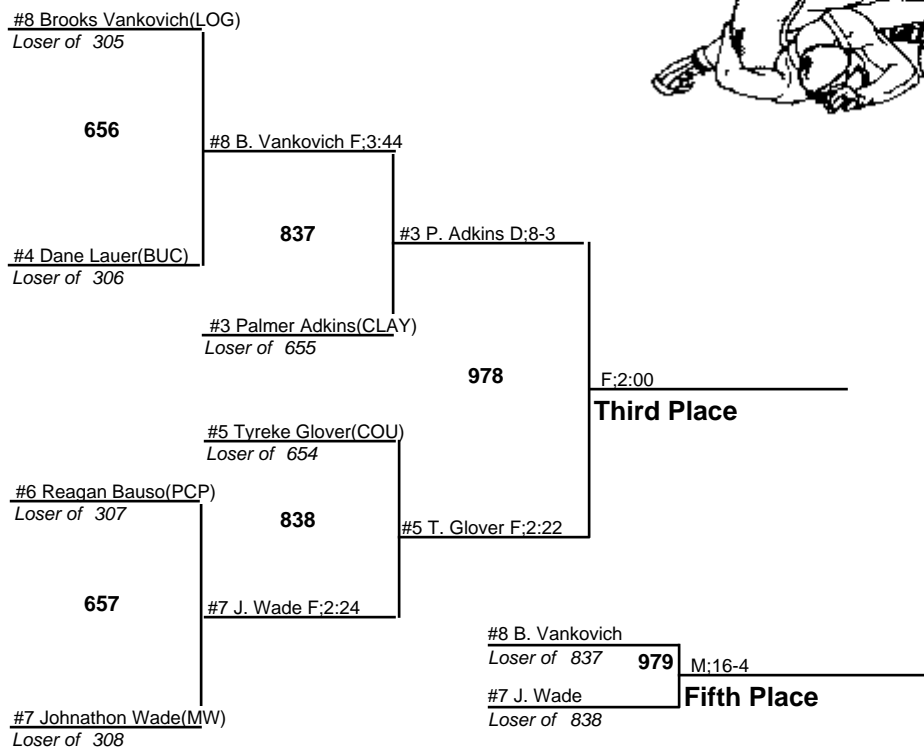 #8 Brooks Vankovich(LOG)
Loser of 305
656
#8 B. Vankovich F;3:44
837
#3 P. Adkins D;8-3
#4 Dane Lauer(BUC)
Loser of 306
#3 Palmer Adkins(CLAY)
Loser of 655
978
F;2:00
Third Place
#5 Tyreke Glover(COU)
Loser of 654
#6 Reagan Bauso(PCP)
Loser of 307
838
#5 T. Glover F;2:22
657
#7 J. Wade F;2:24
#8 B. Vankovich
Loser of 837
979
M;16-4
Fifth Place
#7 J. Wade
Loser of 838
#7 Johnathon Wade(MW)
Loser of 308